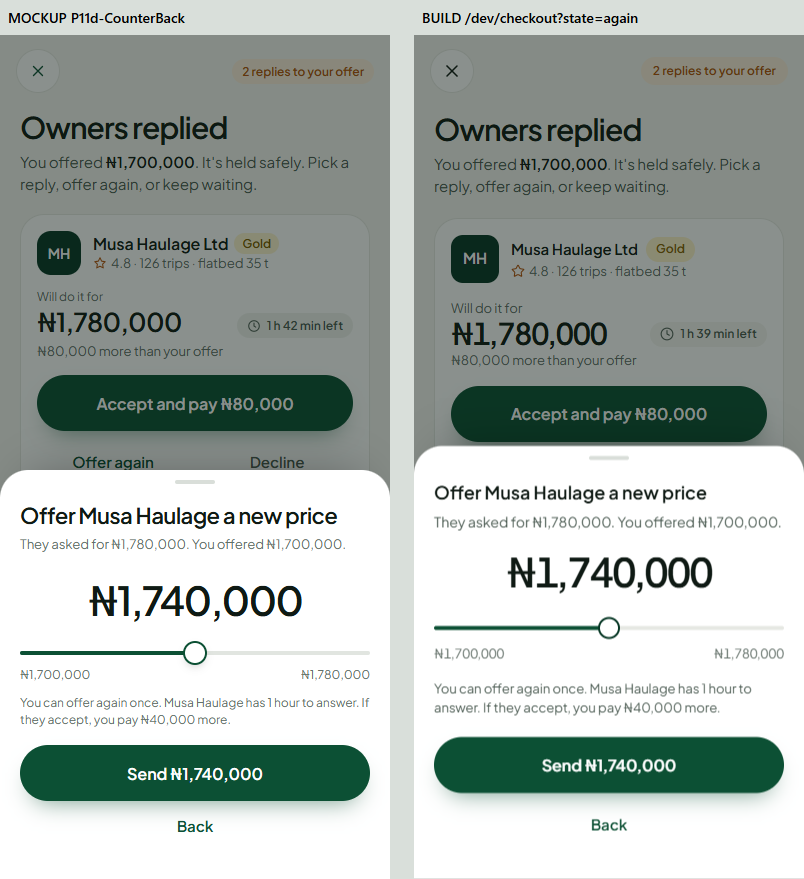 MOCKUP P11d-CounterBack
2 replies to your offer
Owners replied
You offered ₦1,700,000. It's held safely. Pick a
reply, offer again, or keep waiting.
MH
Musa Haulage Ltd
Gold
4.8 · 126 trips · flatbed 35 t
Will do it for
₦1,780,000
1 h 42 min left
₦80,000 more than your offer
Accept and pay ₦80,000
Offer again
Decline
Offer Musa Haulage a new price
They asked for ₦1,780,000. You offered ₦1,700,000.
₦1,740,000
₦1,700,000
₦1,780,000
You can offer again once. Musa Haulage has 1 hour to answer. If
they accept, you pay ₦40,000 more.
Send ₦1,740,000
Back
BUILD /dev/checkout?state=again
2 replies to your offer
Owners replied
You offered ₦1,700,000. It's held safely. Pick a
reply, offer again, or keep waiting.
MH
Musa Haulage Ltd
Gold
4.8 · 126 trips · flatbed 35 t
Will do it for
₦1,780,000
1 h 39 min left
₦80,000 more than your offer
Accept and pay ₦80,000
Offer Musa Haulage a new price
They asked for ₦1,780,000. You offered ₦1,700,000.
₦1,740,000
₦1,700,000
₦1,780,000
You can offer again once. Musa Haulage has 1 hour to
answer. If they accept, you pay ₦40,000 more.
Send ₦1,740,000
Back